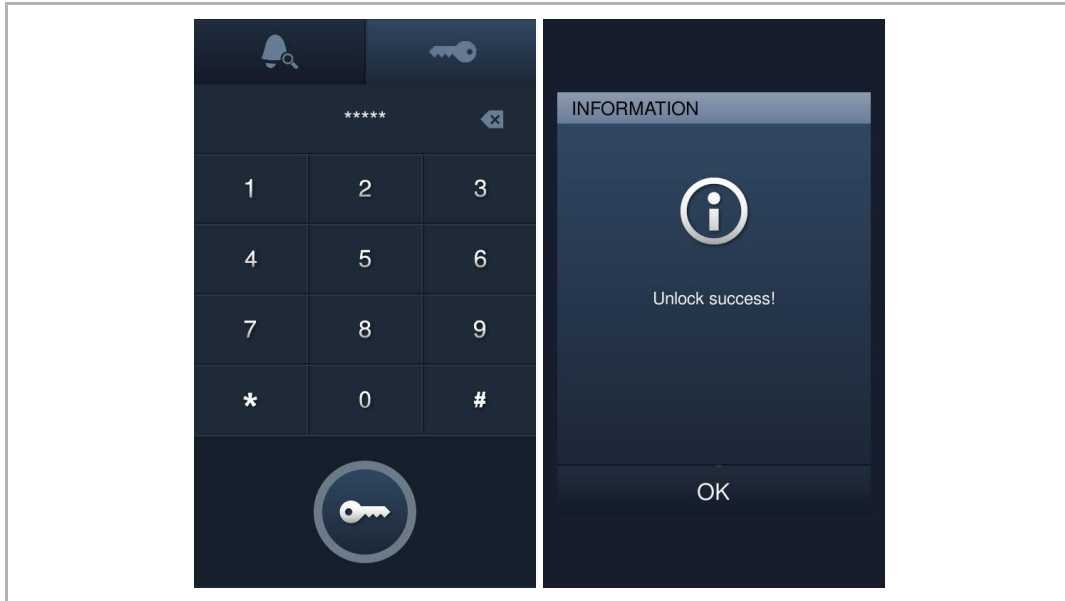 *****
1 2 3
4 5 6
7 8 9
* 0 #
INFORMATION
Unlock success!
OK